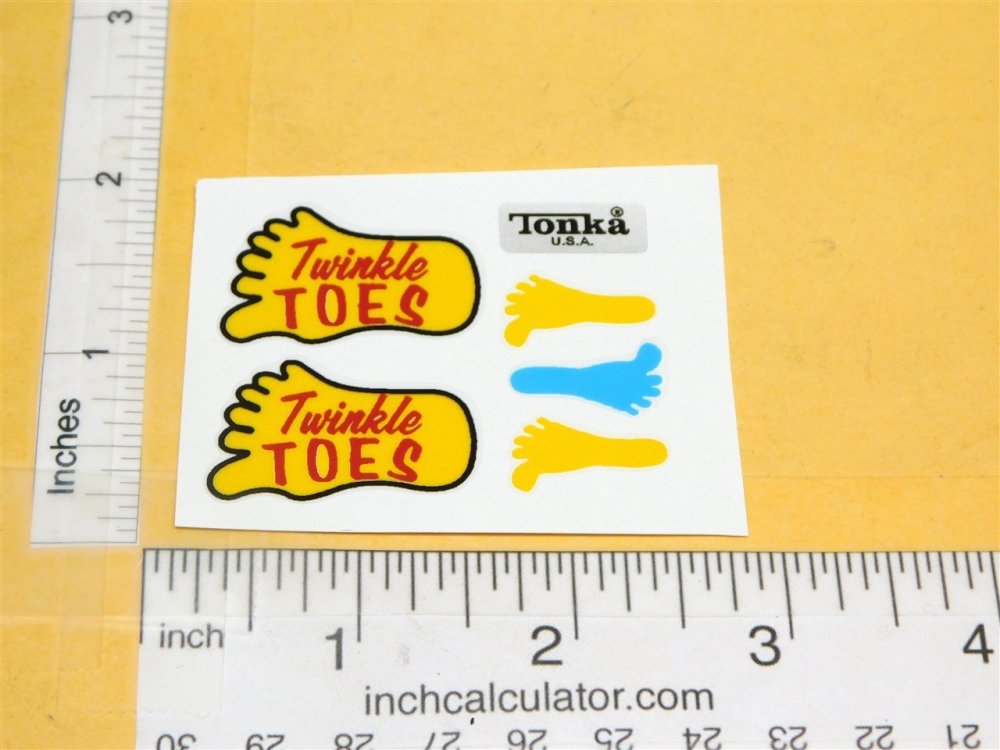 3
2
1
Inches
Twinkle
TOES
Twinkle
TOES
Tonka®
U.S.A.
inch 1 2 3 4
inchcalculator.com
30 29 28 27 26 25 24 23 22 21